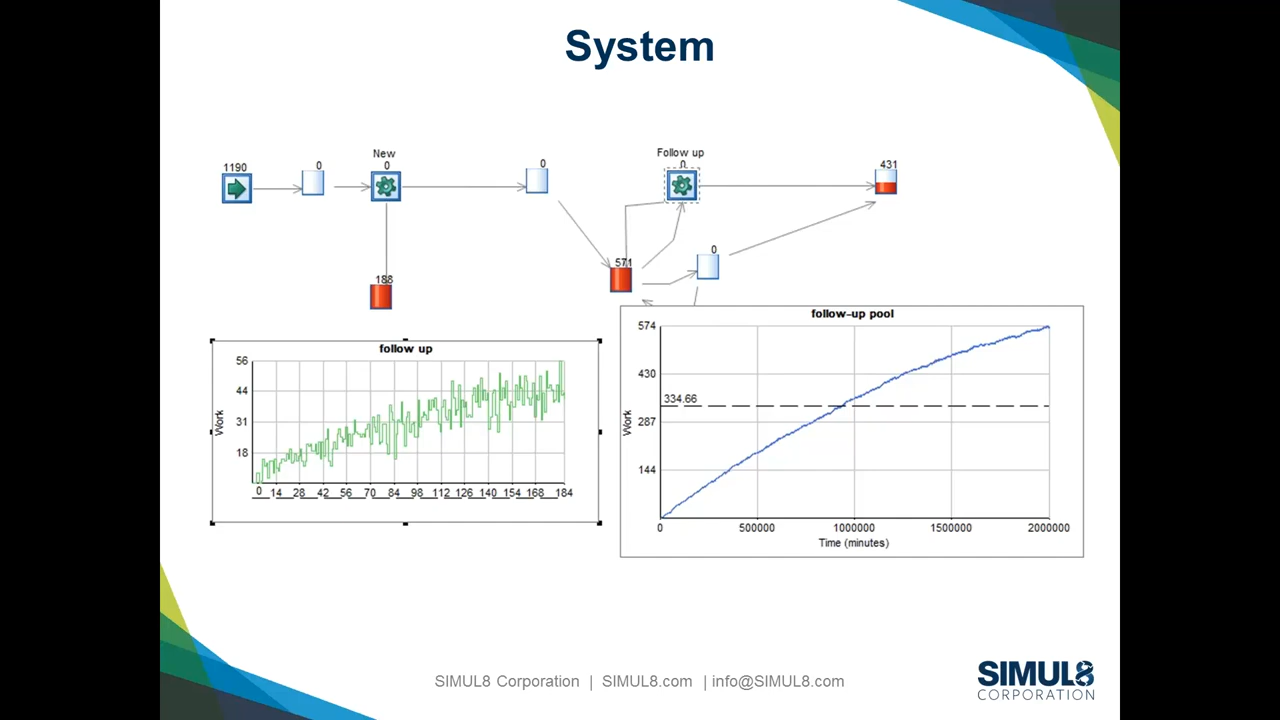 System
New
Follow up
1190
0
0
0
0
431
571
0
188
follow up
56
44
31
18
Work
0 14 28 42 56 70 84 98 112 126 140 154 168 184
follow-up pool
574
430
334.66
287
144
Work
0 500000 1000000 1500000 2000000
Time (minutes)
SIMUL8 Corporation | SIMUL8.com | info@SIMUL8.com
SIMUL8
CORPORATION